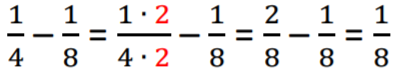 1/4 − 1/8 = (1 · 2)/(4 · 2) − 1/8 = 2/8 − 1/8 = 1/8